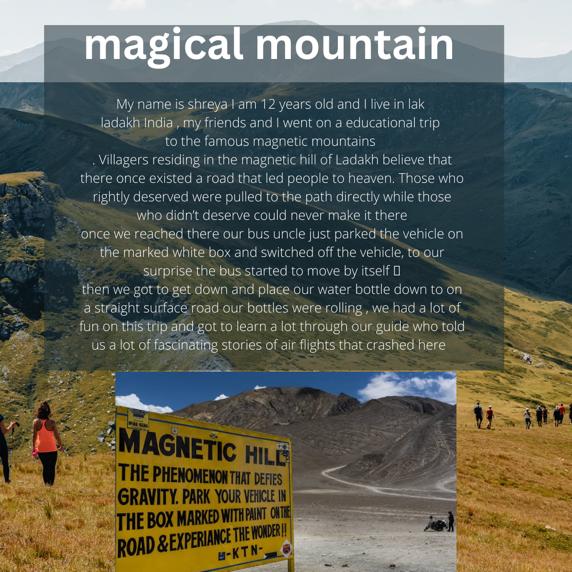 magical mountain
My name is shreya I am 12 years old and I live in lak
ladakh India , my friends and I went on a educational trip
to the famous magnetic mountains
. Villagers residing in the magnetic hill of Ladakh believe that
there once existed a road that led people to heaven. Those who
rightly deserved were pulled to the path directly while those
who didn't deserve could never make it there
once we reached there our bus uncle just parked the vehicle on
the marked white box and switched off the vehicle, to our
surprise the bus started to move by itself
then we got to get down and place our water bottle down to on
a straight surface road our bottles were rolling , we had a lot of
fun on this trip and got to learn a lot through our guide who told
us a lot of fascinating stories of air flights that crashed here
MAGNETIC HILL
THE PHENOMENON THAT DEFIES
GRAVITY. PARK YOUR VEHICLE IN
THE BOX MARKED WITH PAINT ON THE
ROAD & EXPERIANCE THE WONDER !!
-KTN-